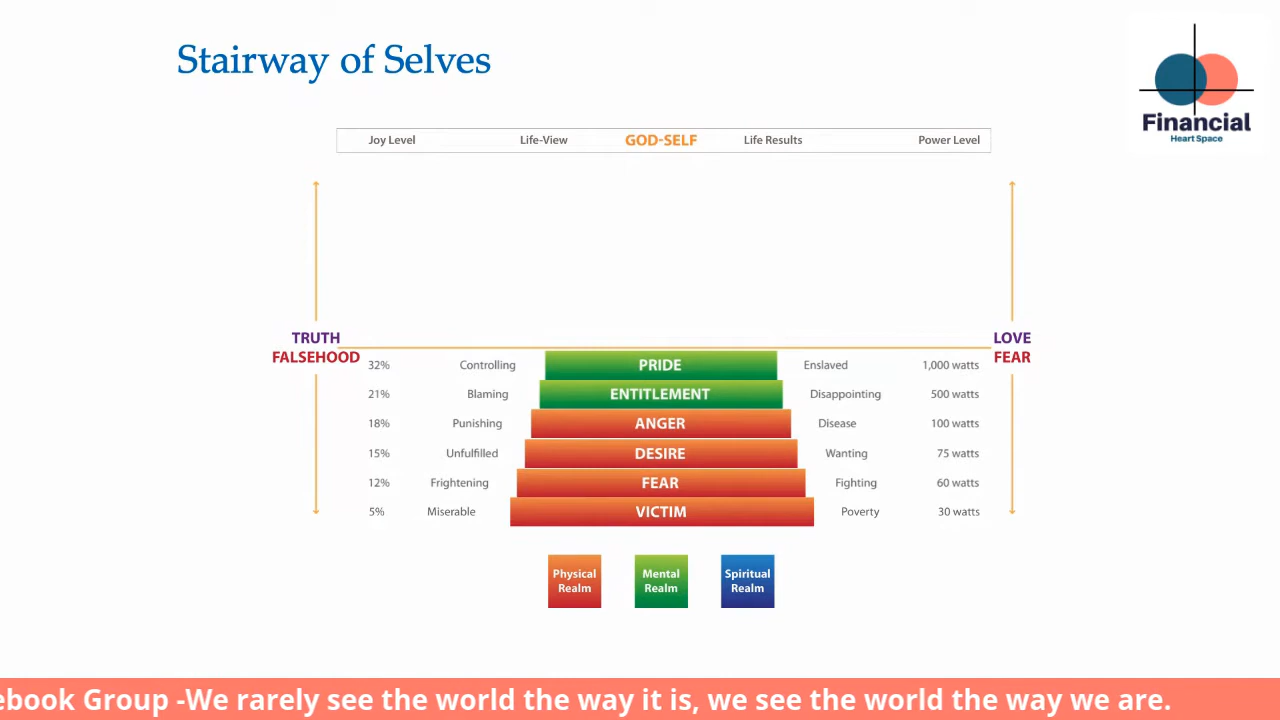 Stairway of Selves
Financial
Heart Space
Joy Level Life-View GOD-SELF Life Results Power Level
TRUTH LOVE
FALSEHOOD FEAR
32% Controlling PRIDE Enslaved 1,000 watts
21% Blaming ENTITLEMENT Disappointing 500 watts
18% Punishing ANGER Disease 100 watts
15% Unfulfilled DESIRE Wanting 75 watts
12% Frightening FEAR Fighting 60 watts
5% Miserable VICTIM Poverty 30 watts
Physical Realm
Mental Realm
Spiritual Realm
ebook Group -We rarely see the world the way it is, we see the world the way we are.